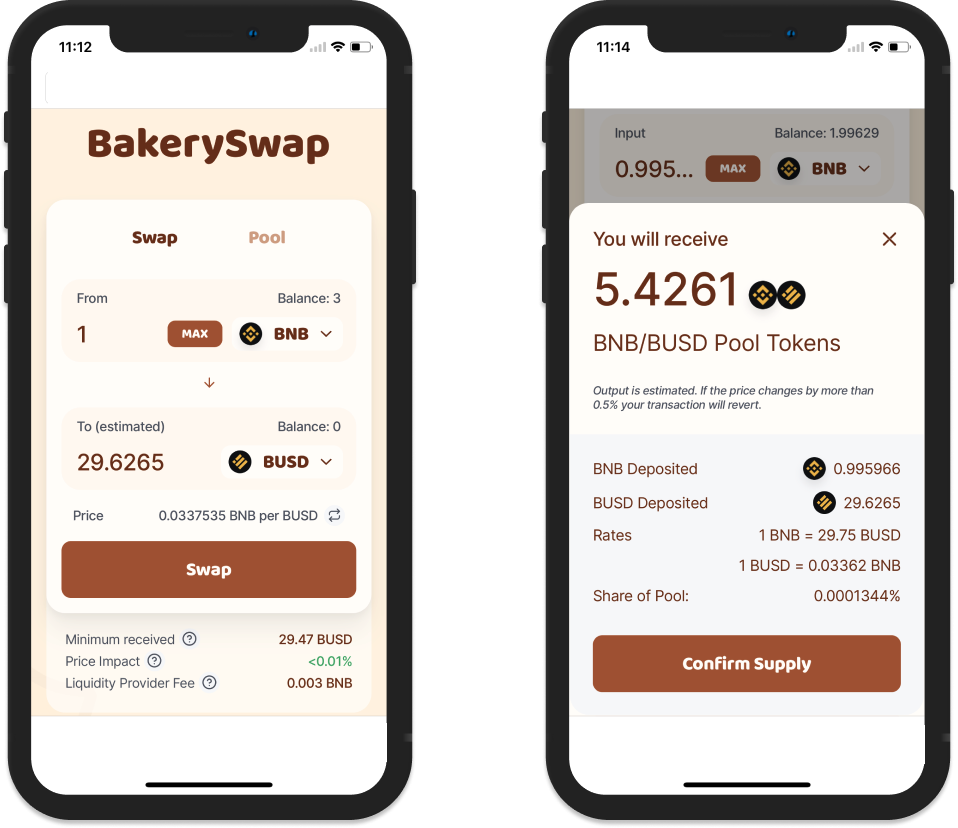 11:12
BakerySwap
Swap Pool
From Balance: 3
1 MAX BNB
To (estimated) Balance: 0
29.6265 BUSD
Price 0.0337535 BNB per BUSD
Swap
Minimum received ? 29.47 BUSD
Price Impact ? <0.01%
Liquidity Provider Fee ? 0.003 BNB
11:14
Input Balance: 1.99629
0.995... MAX BNB
You will receive
5.4261
BNB/BUSD Pool Tokens
Output is estimated. If the price changes by more than
0.5% your transaction will revert.
BNB Deposited 0.995966
BUSD Deposited 29.6265
Rates 1 BNB = 29.75 BUSD
1 BUSD = 0.03362 BNB
Share of Pool: 0.0001344%
Confirm Supply